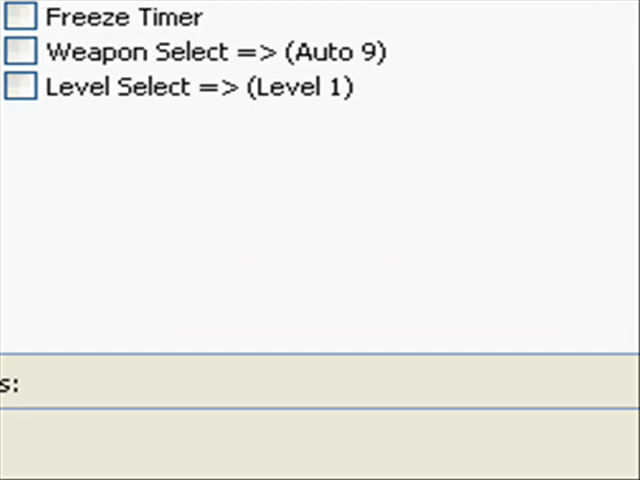 Freeze Timer
Weapon Select => (Auto 9)
Level Select => (Level 1)
s: